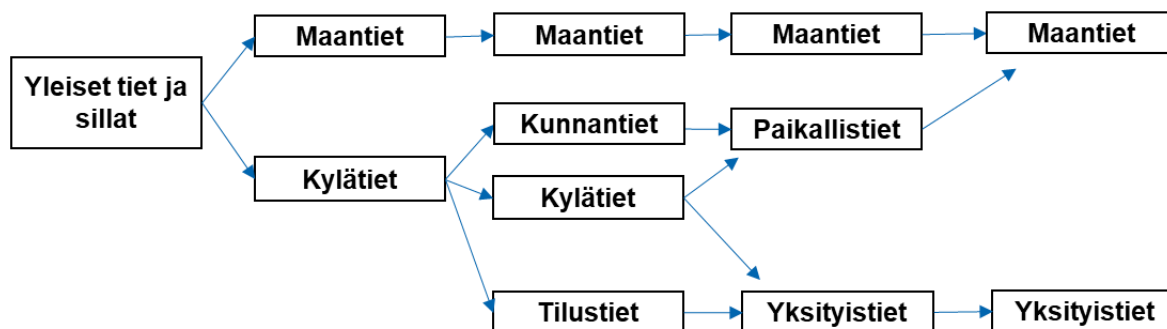 Maantiet
Maantiet
Maantiet
Maantiet
Yleiset tiet ja
sillat
Kunnantiet
Paikallistiet
Kylätiet
Kylätiet
Tilustiet
Yksityistiet
Yksityistiet